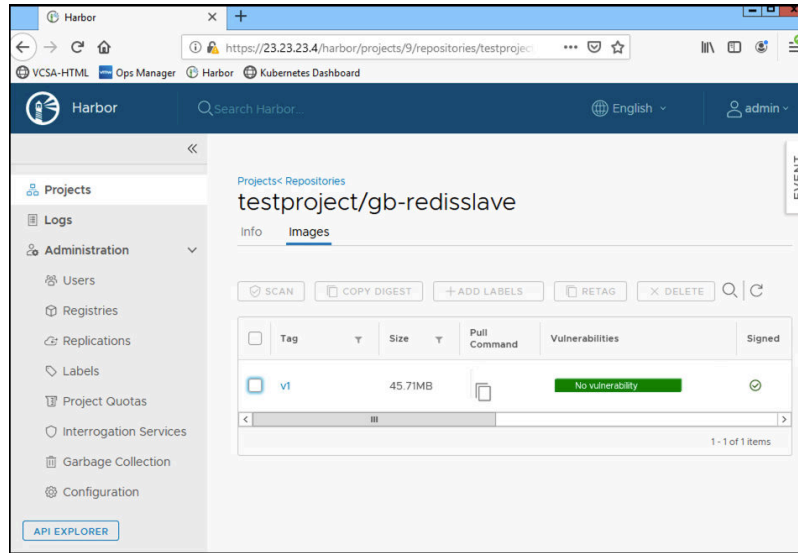 Harbor
https://23.23.23.4/harbor/projects/9/repositories/testprojec
VCSA-HTML Ops Manager Harbor Kubernetes Dashboard
Harbor Search Harbor... English admin
EVENT
Projects
Logs
Administration
Users
Registries
Replications
Labels
Project Quotas
Interrogation Services
Garbage Collection
Configuration
API EXPLORER
Projects< Repositories
testproject/gb-redisslave
Info Images
SCAN COPY DIGEST +ADD LABELS RETAG DELETE
Tag Size Pull Command Vulnerabilities Signed
v1 45.71MB No vulnerability
1 - 1 of 1 items